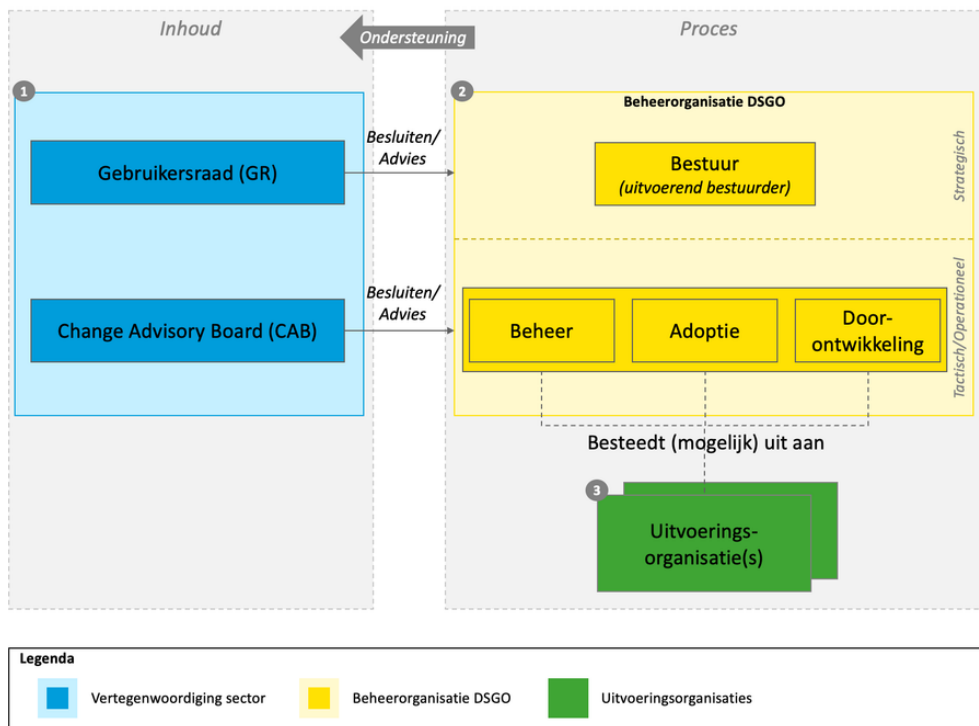 Inhoud
Ondersteuning
Proces
1
2
Beheerorganisatie DSGO
Gebruikersraad (GR)
Besluiten/
Advies
Bestuur
(uitvoerend bestuurder)
Strategisch
Change Advisory Board (CAB)
Besluiten/
Advies
Beheer
Adoptie
Door-
ontwikkeling
Tactisch/Operationeel
Besteedt (mogelijk) uit aan
3
Uitvoerings-
organisatie(s)
Legenda
Vertegenwoordiging sector
Beheerorganisatie DSGO
Uitvoeringsorganisaties